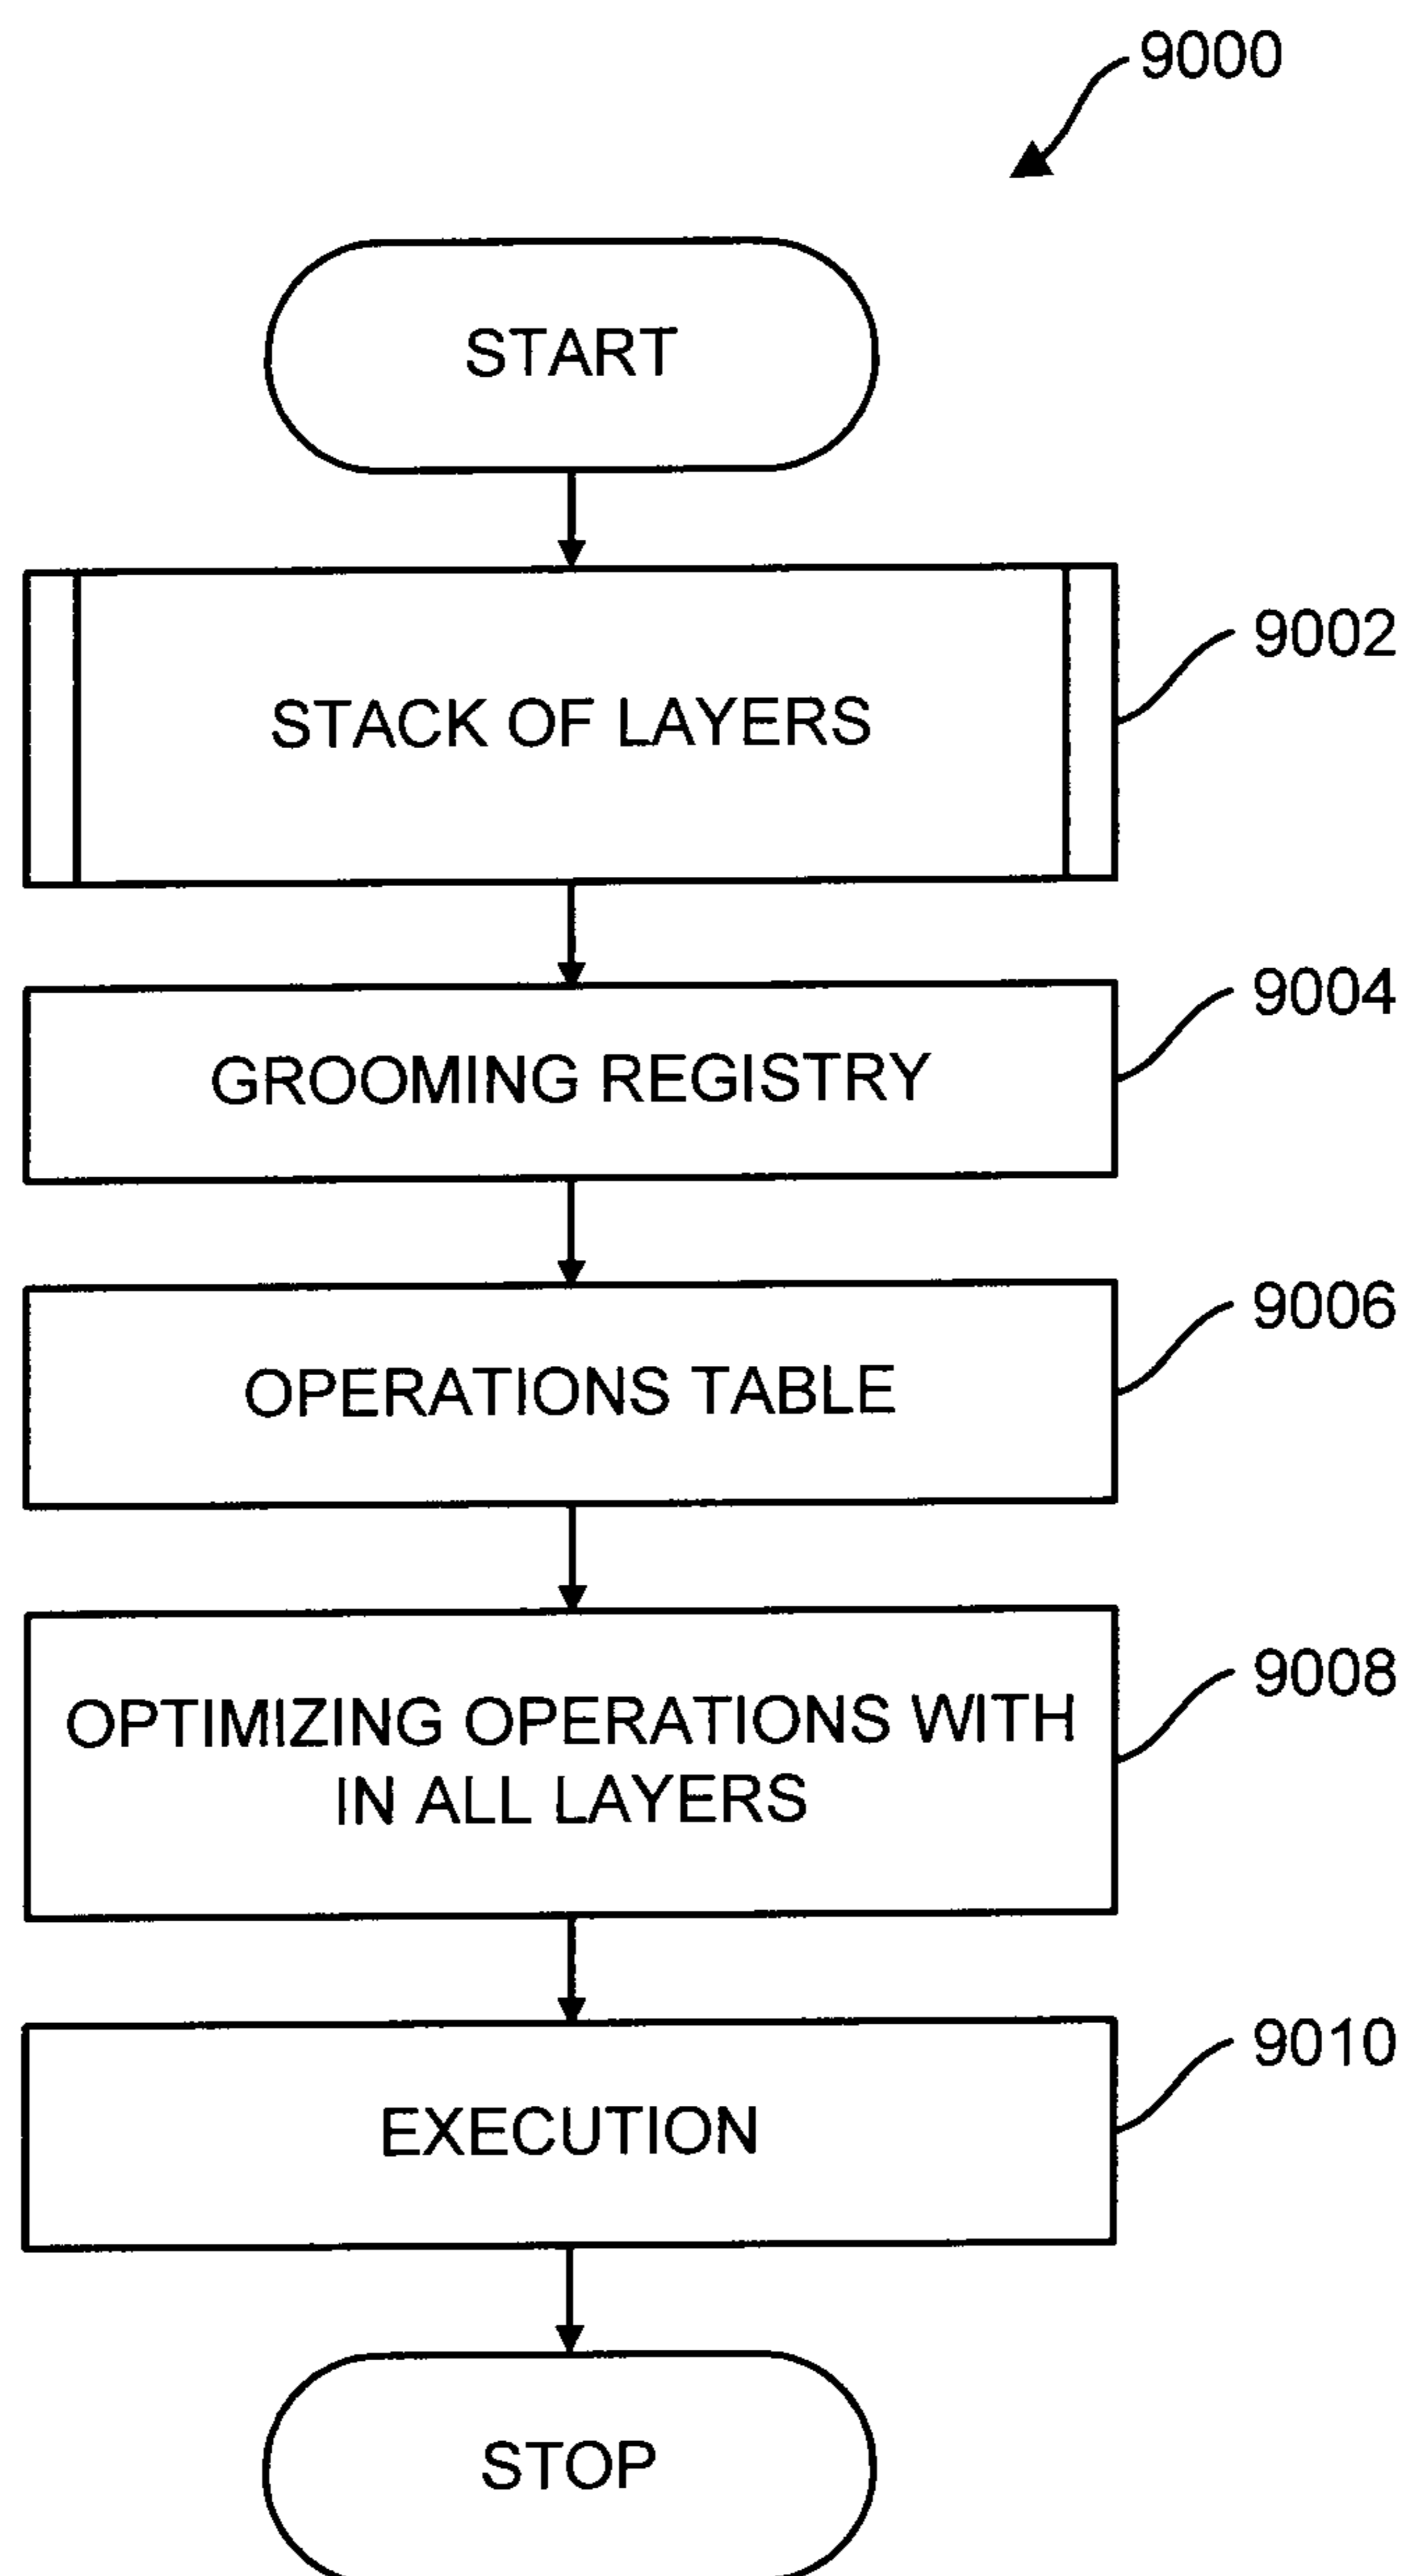 9000
START
STACK OF LAYERS
9002
GROOMING REGISTRY
9004
OPERATIONS TABLE
9006
OPTIMIZING OPERATIONS WITH
IN ALL LAYERS
9008
EXECUTION
9010
STOP